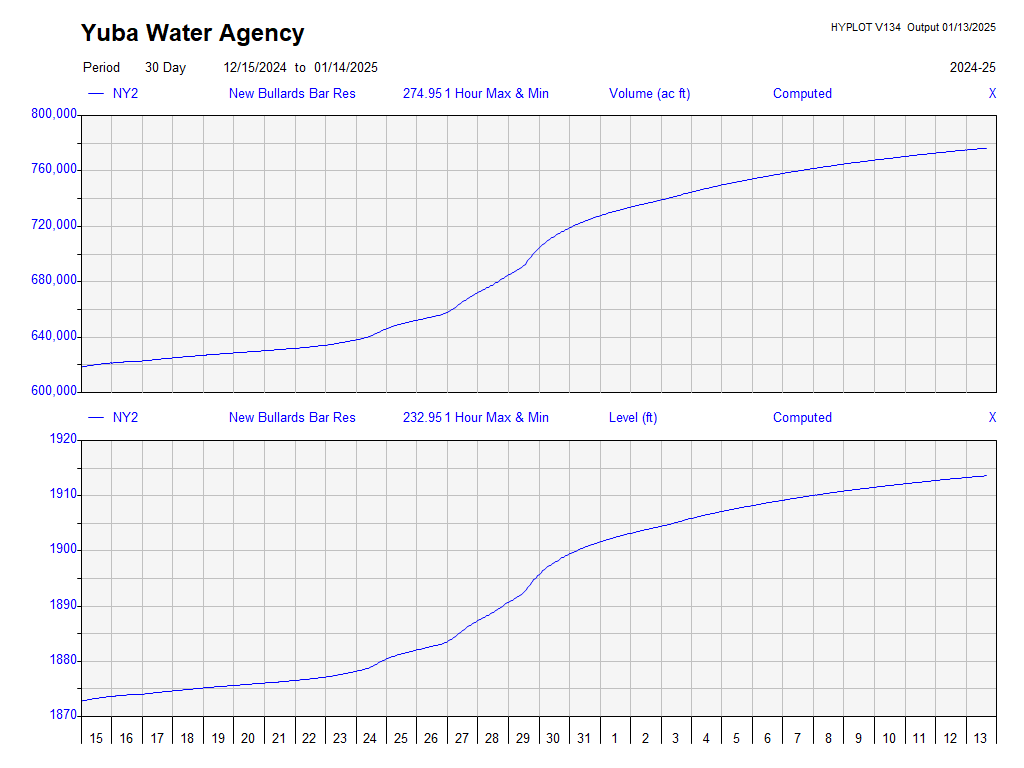 Yuba Water Agency
HYPLOT V134 Output 01/13/2025
Period 30 Day 12/15/2024 to 01/14/2025 2024-25
NY2 New Bullards Bar Res 274.95 1 Hour Max & Min Volume (ac ft) Computed X
800,000
760,000
720,000
680,000
640,000
600,000
NY2 New Bullards Bar Res 232.95 1 Hour Max & Min Level (ft) Computed X
1920
1910
1900
1890
1880
1870
15 16 17 18 19 20 21 22 23 24 25 26 27 28 29 30 31 1 2 3 4 5 6 7 8 9 10 11 12 13